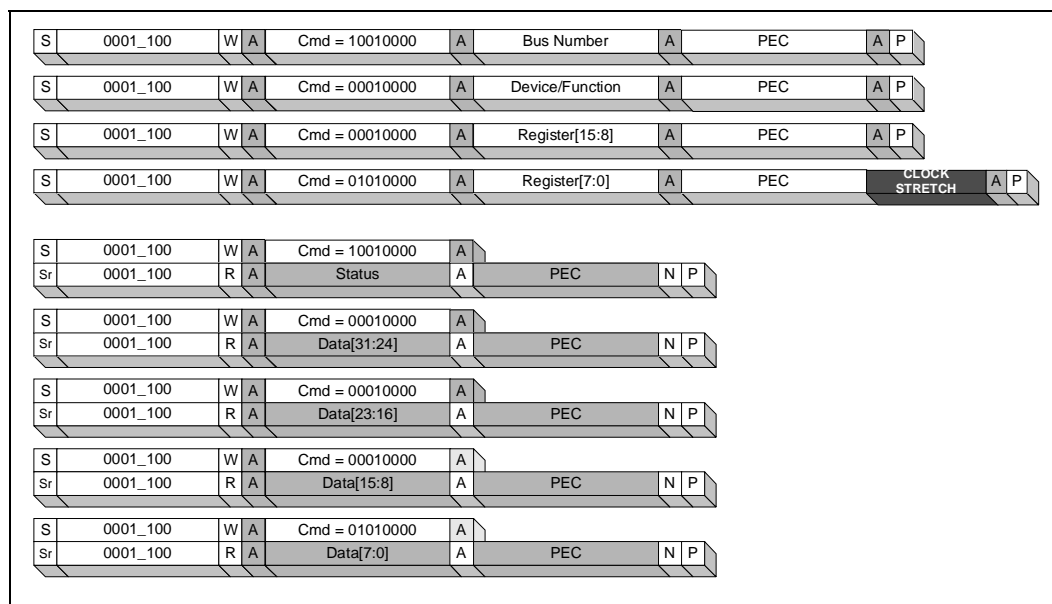 S 0001_100 W A Cmd = 10010000 A Bus Number A PEC A P
S 0001_100 W A Cmd = 00010000 A Device/Function A PEC A P
S 0001_100 W A Cmd = 00010000 A Register[15:8] A PEC A P
S 0001_100 W A Cmd = 01010000 A Register[7:0] A PEC CLOCK STRETCH A P
S 0001_100 W A Cmd = 10010000 A
Sr 0001_100 R A Status A PEC N P
S 0001_100 W A Cmd = 00010000 A
Sr 0001_100 R A Data[31:24] A PEC N P
S 0001_100 W A Cmd = 00010000 A
Sr 0001_100 R A Data[23:16] A PEC N P
S 0001_100 W A Cmd = 00010000 A
Sr 0001_100 R A Data[15:8] A PEC N P
S 0001_100 W A Cmd = 01010000 A
Sr 0001_100 R A Data[7:0] A PEC N P